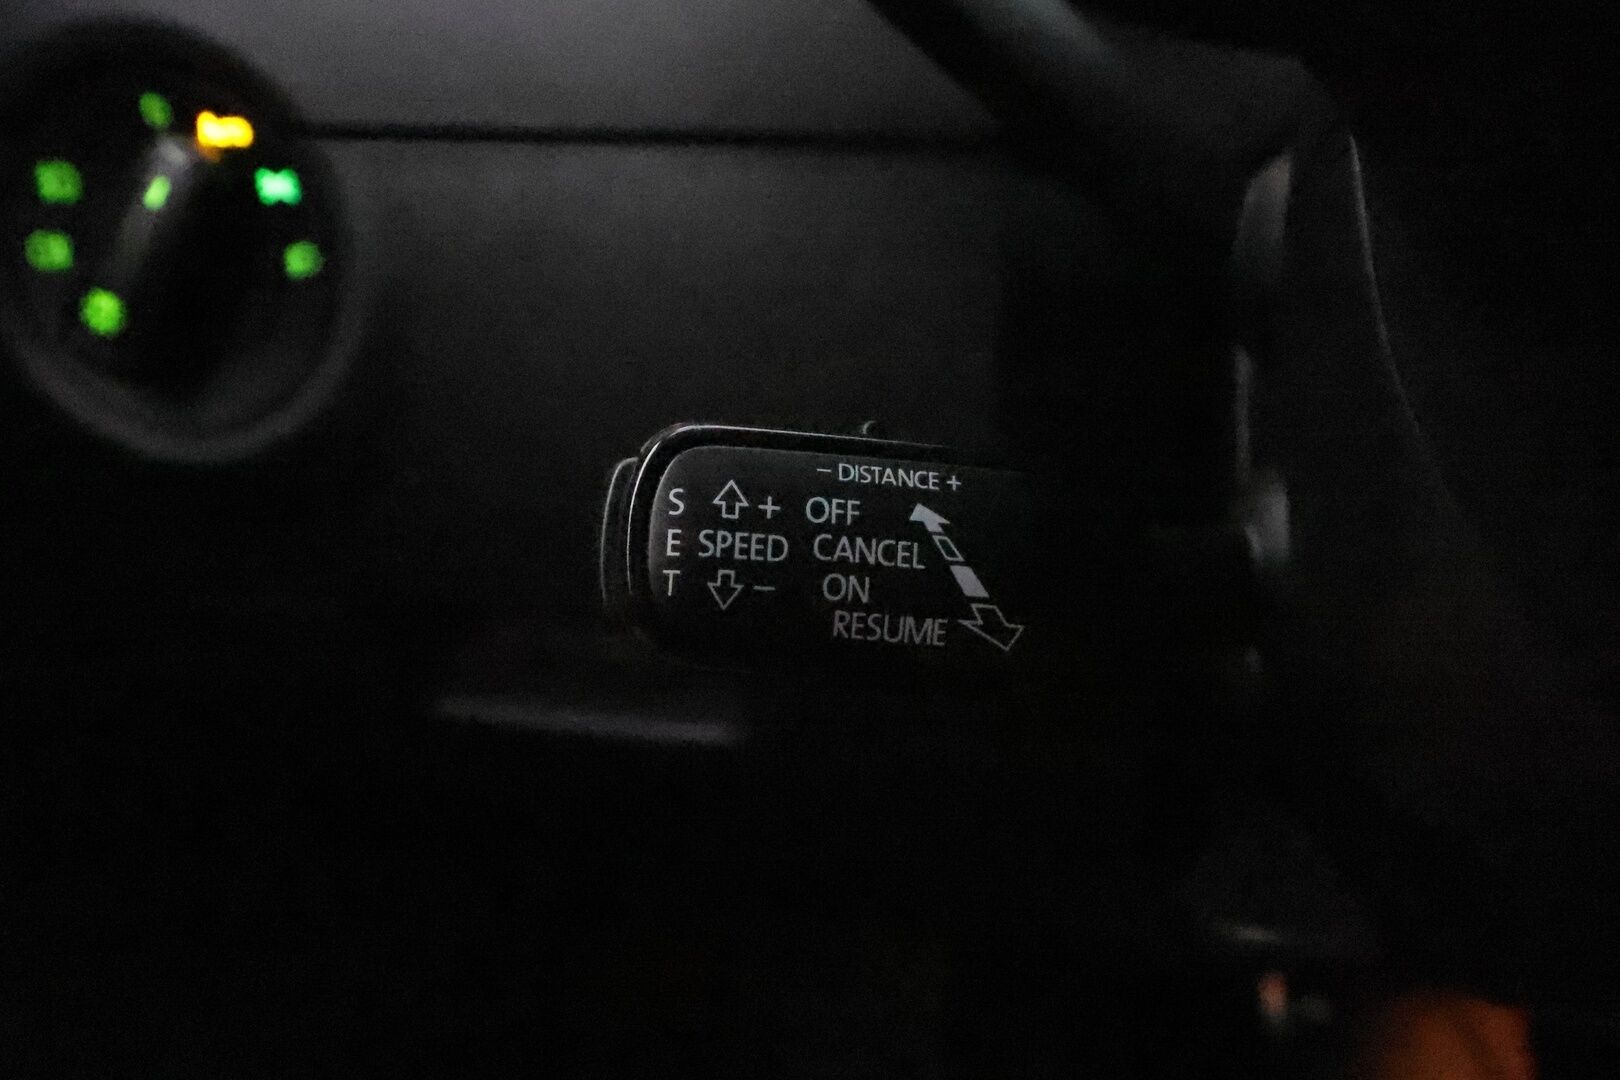 - DISTANCE +
S + OFF
E SPEED CANCEL
T - ON
RESUME